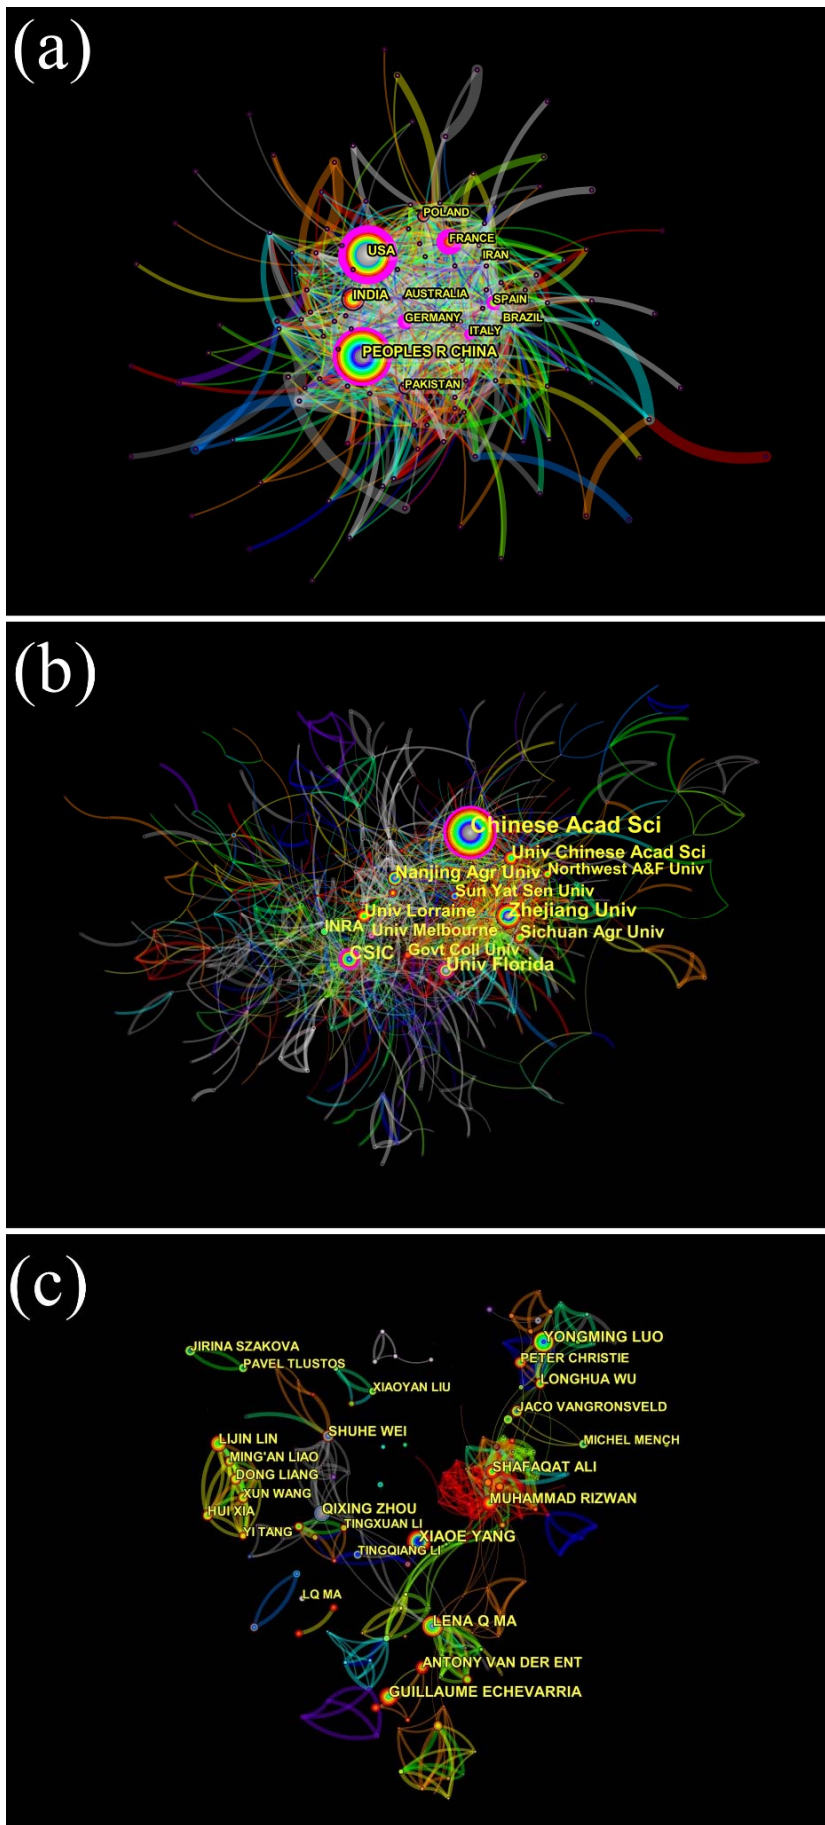 (a)
POLAND
FRANCE
USA
IRAN
INDIA
AUSTRALIA
SPAIN
GERMANY
BRAZIL
ITALY
PEOPLES R CHINA
PAKISTAN
(b)
Chinese Acad Sci
Univ Chinese Acad Sci
Nanjing Agr Univ
Northwest A&F Univ
Sun Yat Sen Univ
Univ Lorraine
Zhejiang Univ
INRA
Univ Melbourne
Sichuan Agr Univ
CSIC
Govt Coll Univ
Univ Florida
(c)
YONGMING LUO
JIRINA SZAKOVA
PETER CHRISTIE
PAVEL TLUSTOS
LONGHUA WU
XIAOYAN LIU
JACO VANGRONSVELD
SHUHE WEI
LIJIN LIN
MICHEL MENCH
MING'AN LIAO
SHAFAQAT ALI
DONG LIANG
XUN WANG
MUHAMMAD RIZWAN
HUI XIA
QIXING ZHOU
TINGXUAN LI
YI TANG
XIAOE YANG
TINGQIANG LI
LQ MA
LENA Q MA
ANTONY VAN DER ENT
GUILLAUME ECHEVARRIA